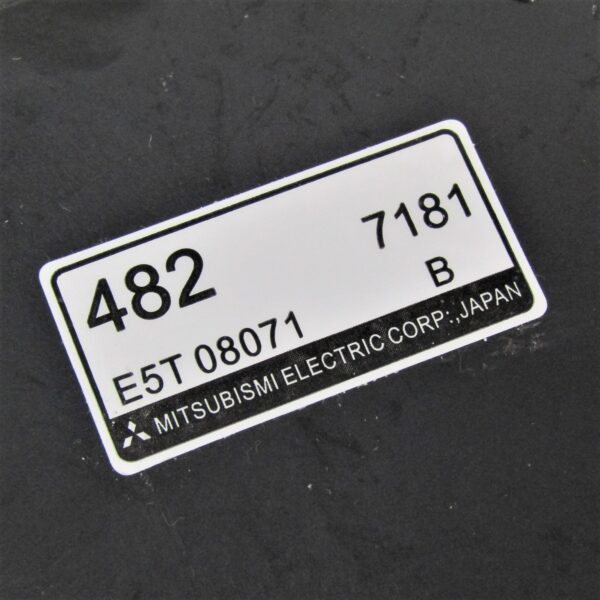 482 7181
E5T 08071 B
MITSUBISMI ELECTRIC CORP:,JAPAN